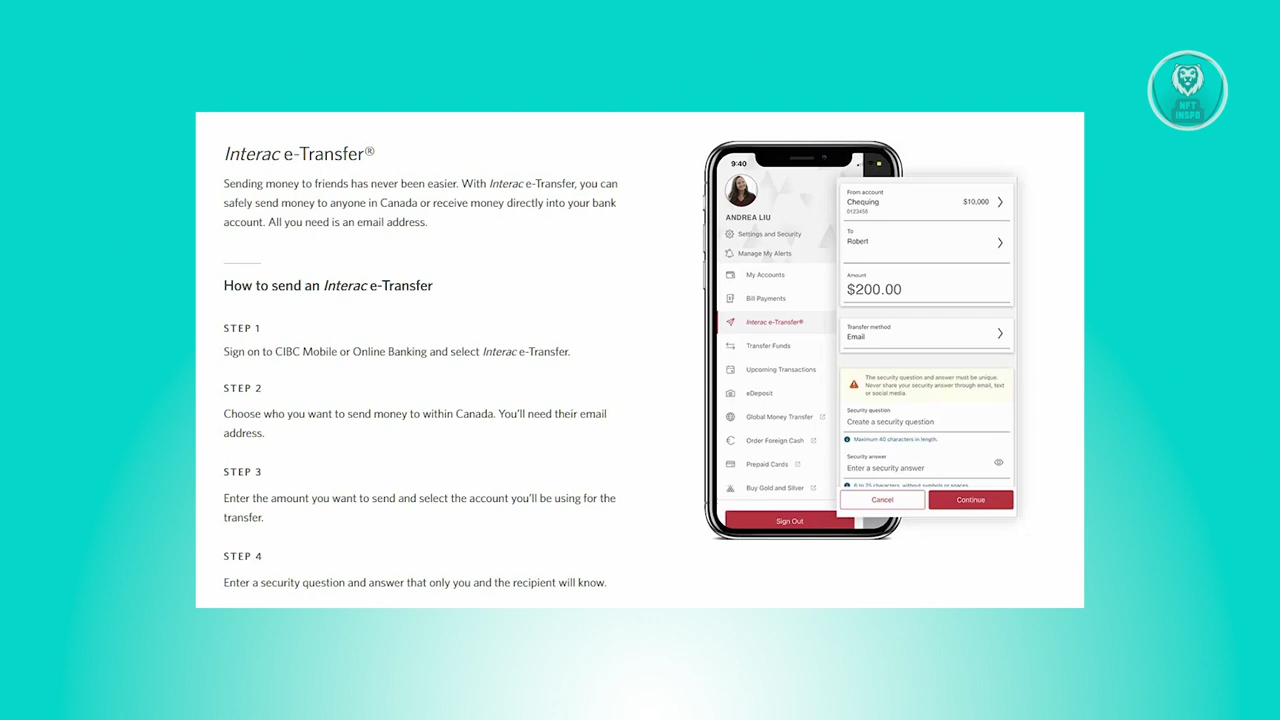 NFT
INSPO
Interac e-Transfer®
Sending money to friends has never been easier. With Interac e-Transfer, you can
safely send money to anyone in Canada or receive money directly into your bank
account. All you need is an email address.
How to send an Interac e-Transfer
STEP 1
Sign on to CIBC Mobile or Online Banking and select Interac e-Transfer.
STEP 2
Choose who you want to send money to within Canada. You'll need their email
address.
STEP 3
Enter the amount you want to send and select the account you'll be using for the
transfer.
STEP 4
Enter a security question and answer that only you and the recipient will know.
9:40
ANDREA LIU
Settings and Security
Manage My Alerts
My Accounts
Bill Payments
Interac e-Transfer®
Transfer Funds
Upcoming Transactions
eDeposit
Global Money Transfer
Order Foreign Cash
Prepaid Cards
Buy Gold and Silver
Sign Out
From account
Chequing $10,000
0123456
To
Robert
Amount
$200.00
Transfer method
Email
The security question and answer must be unique.
Never share your security answer through email, text
or social media.
Security question
Create a security question
Maximum 40 characters in length.
Security answer
Enter a security answer
6 to 25 characters, without symbols or spaces.
Cancel Continue